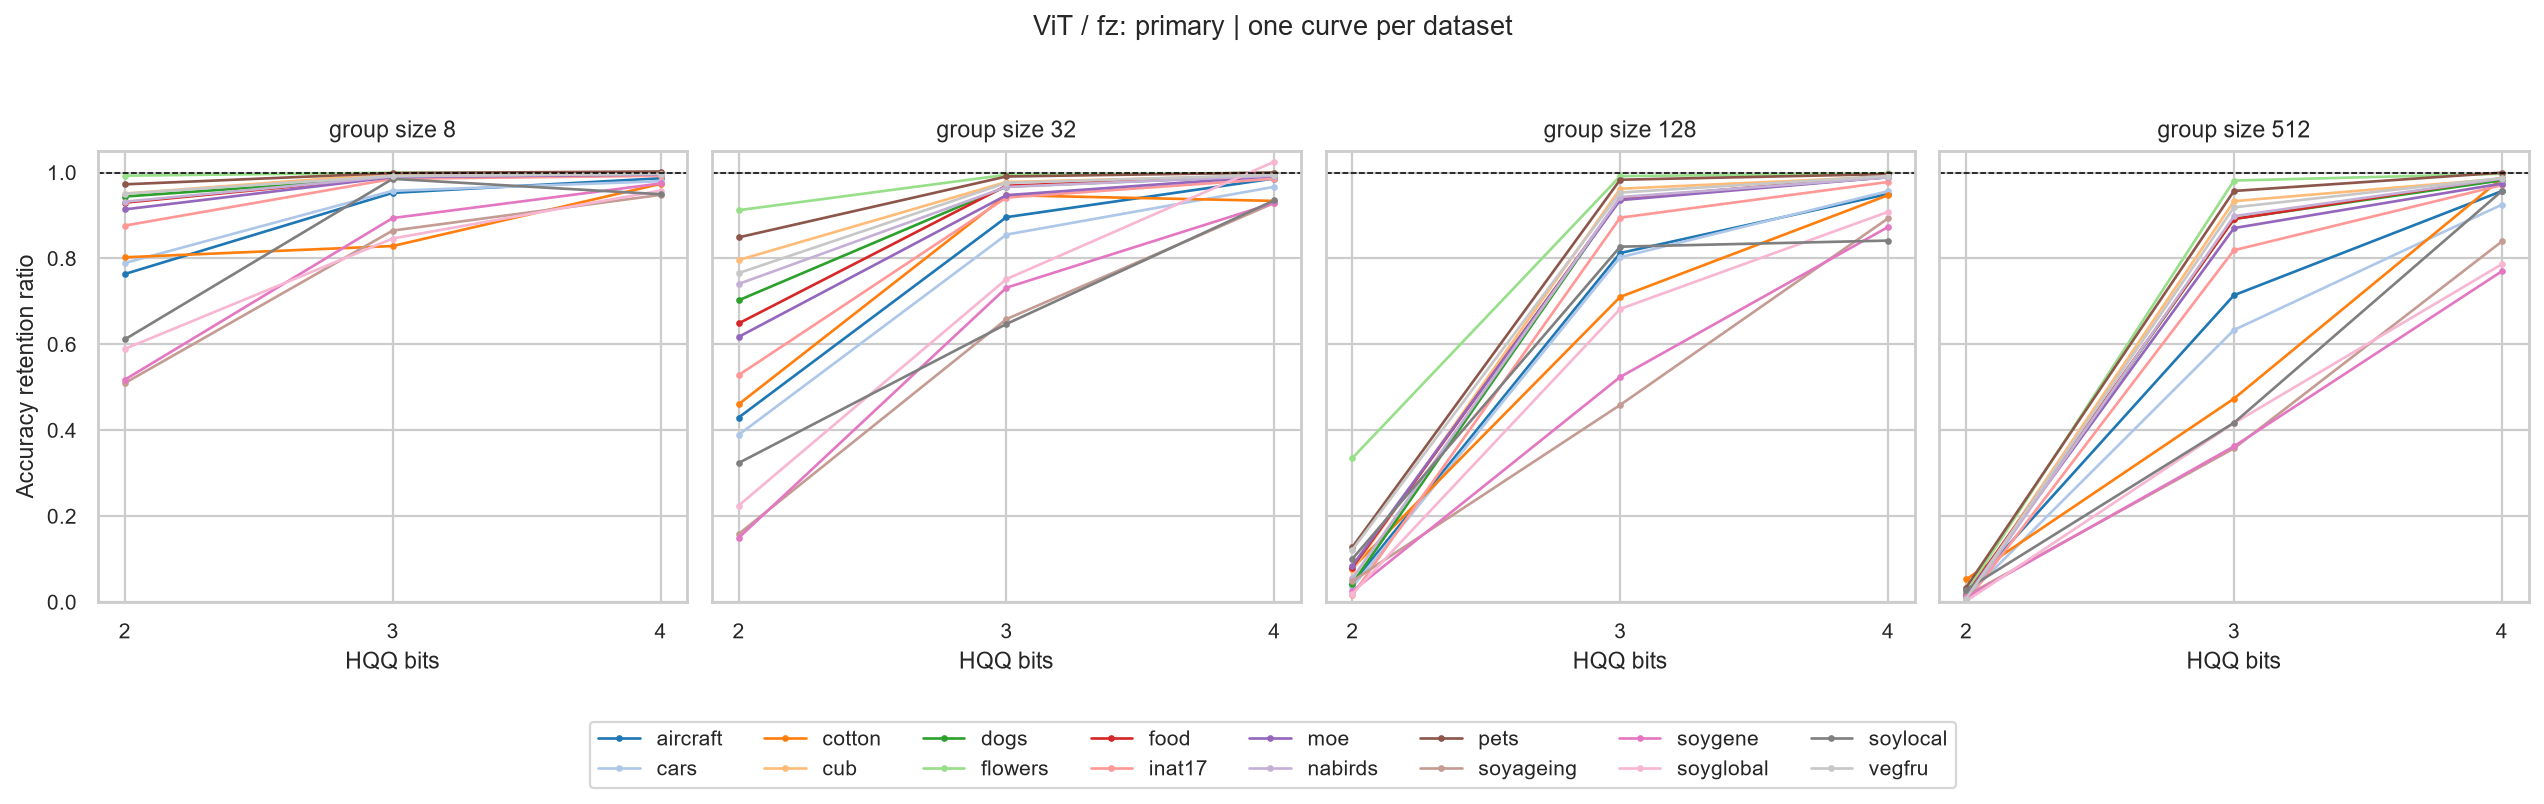 ViT / fz: primary | one curve per dataset
group size 8
group size 32
group size 128
group size 512
Accuracy retention ratio
1.0
0.8
0.6
0.4
0.2
0.0
2 3 4
2 3 4
2 3 4
2 3 4
HQQ bits
HQQ bits
HQQ bits
HQQ bits
aircraft cotton dogs food moe pets soygene soylocal
cars cub flowers inat17 nabirds soyageing soyglobal vegfru